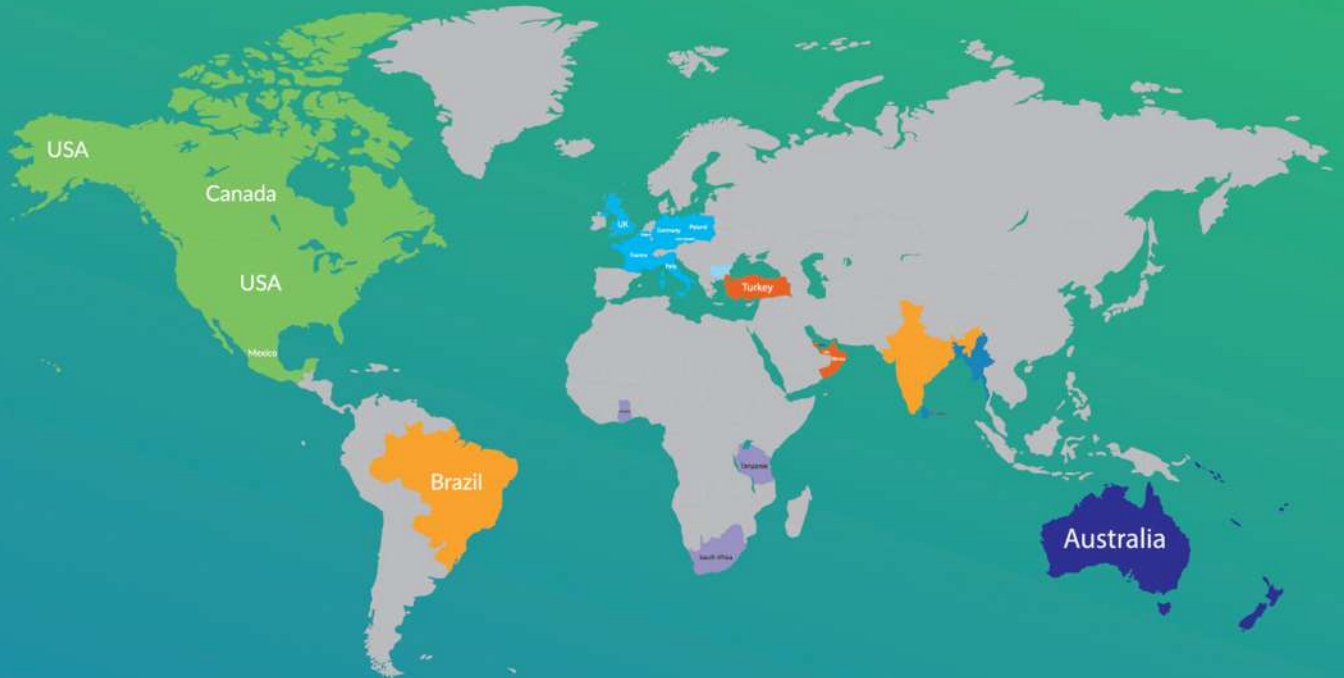 USA
Canada
USA
Mexico
Brazil
UK
Germany
Poland
France
Italy
Turkey
Tanzania
South Africa
Australia